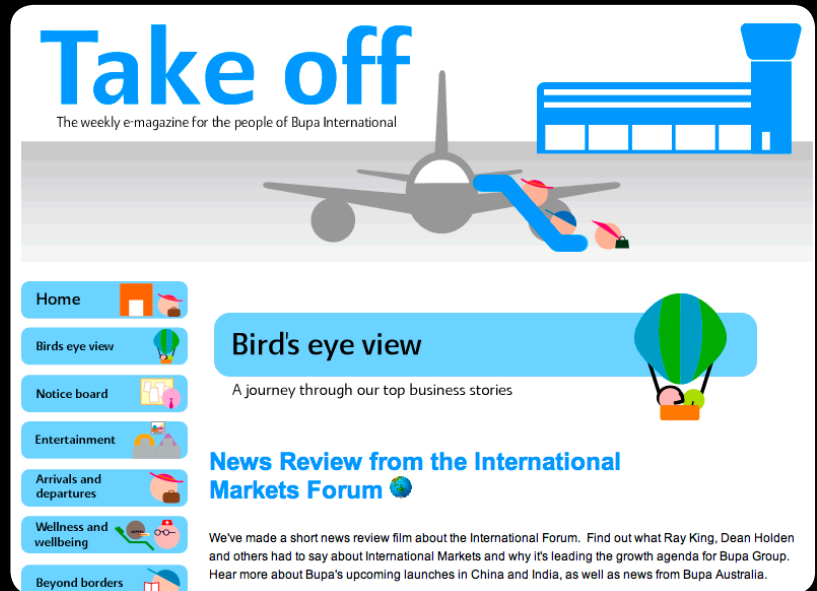 Take off
The weekly e-magazine for the people of Bupa International
Home
Birds eye view
Notice board
Entertainment
Arrivals and
departures
Wellness and
wellbeing
Beyond borders
Bird's eye view
A journey through our top business stories
News Review from the International
Markets Forum
We've made a short news review film about the International Forum.  Find out what Ray King, Dean Holden
and others had to say about International Markets and why it's leading the growth agenda for Bupa Group.
Hear more about Bupa's upcoming launches in China and India, as well as news from Bupa Australia.